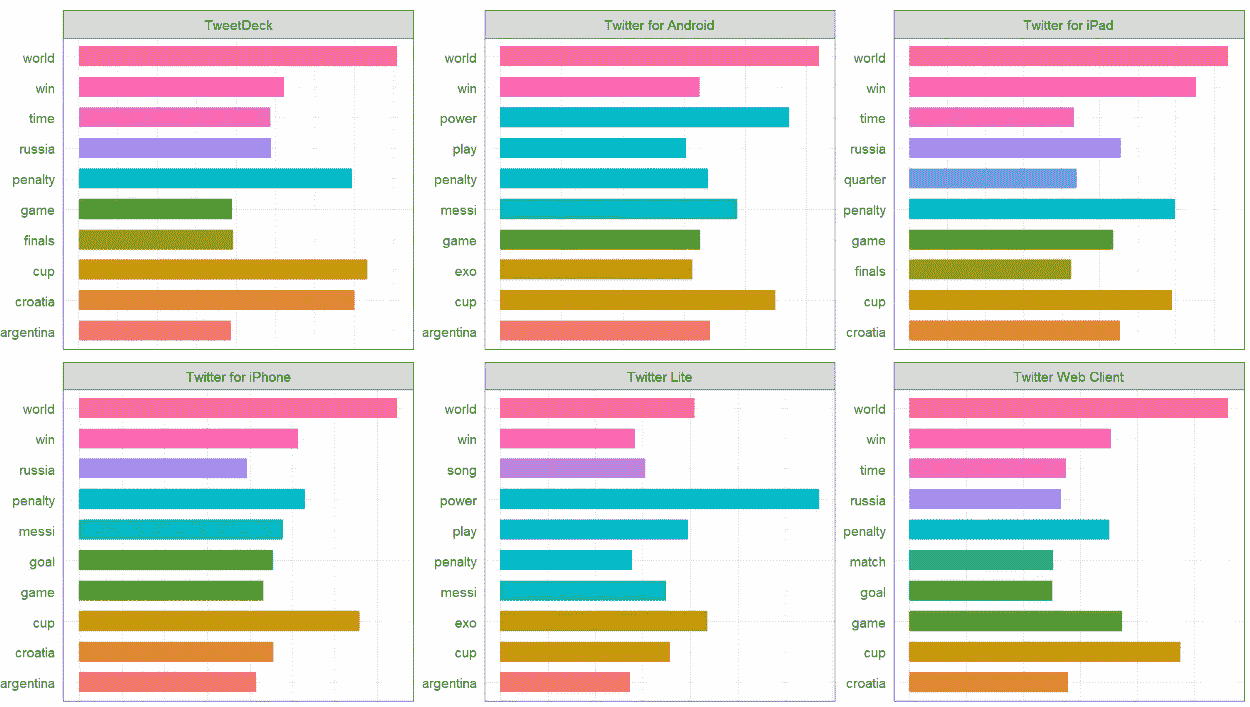 TweetDeck
world
win
time
russia
penalty
game
finals
cup
croatia
argentina
Twitter for Android
world
win
power
play
penalty
messi
game
exo
cup
argentina
Twitter for iPad
world
win
time
russia
quarter
penalty
game
finals
cup
croatia
Twitter for iPhone
world
win
russia
penalty
messi
goal
game
cup
croatia
argentina
Twitter Lite
world
win
song
power
play
penalty
messi
exo
cup
argentina
Twitter Web Client
world
win
time
russia
penalty
match
goal
game
cup
croatia